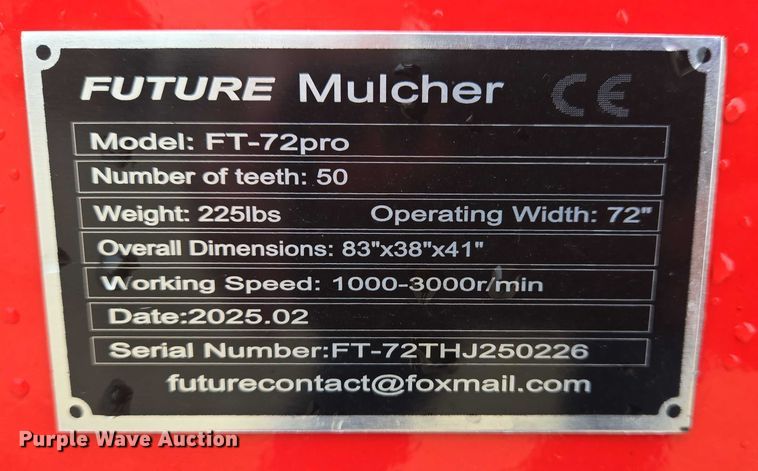 FUTURE Mulcher CE
Model: FT-72pro
Number of teeth: 50
Weight: 225lbs Operating Width: 72"
Overall Dimensions: 83"x38"x41"
Working Speed: 1000-3000r/min
Date:2025.02
Serial Number:FT-72THJ250226
futurecontact@foxmail.com
Purple Wave Auction